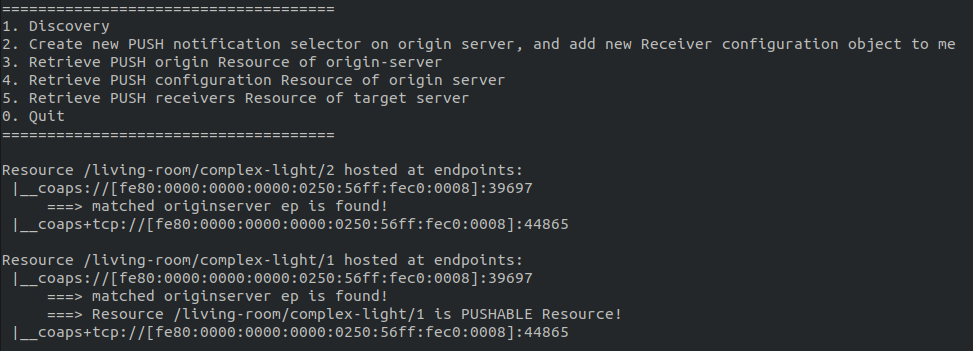 =====================================
1. Discovery
2. Create new PUSH notification selector on origin server, and add new Receiver configuration object to me
3. Retrieve PUSH origin Resource of origin-server
4. Retrieve PUSH configuration Resource of origin server
5. Retrieve PUSH receivers Resource of target server
0. Quit
=====================================

Resource /living-room/complex-light/2 hosted at endpoints:
 |__coaps://[fe80:0000:0000:0000:0250:56ff:fec0:0008]:39697
     ===> matched originserver ep is found!
 |__coaps+tcp://[fe80:0000:0000:0000:0250:56ff:fec0:0008]:44865

Resource /living-room/complex-light/1 hosted at endpoints:
 |__coaps://[fe80:0000:0000:0000:0250:56ff:fec0:0008]:39697
     ===> matched originserver ep is found!
     ===> Resource /living-room/complex-light/1 is PUSHABLE Resource!
 |__coaps+tcp://[fe80:0000:0000:0000:0250:56ff:fec0:0008]:44865